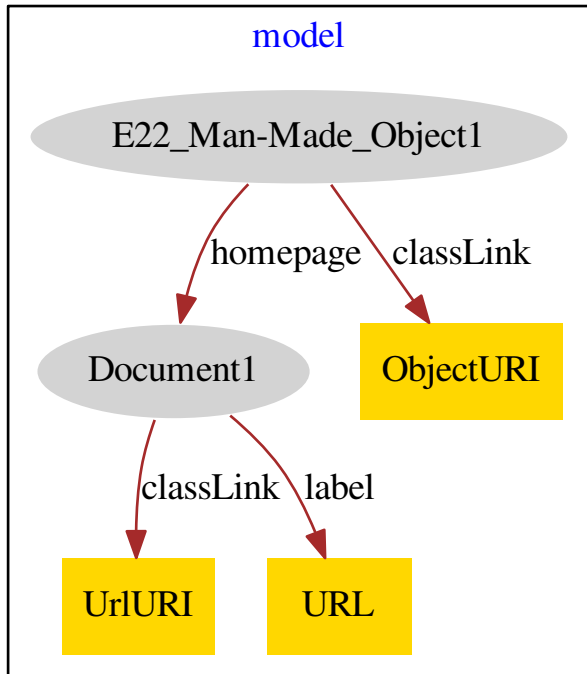 model
E22_Man-Made_Object1
homepage
classLink
Document1
ObjectURI
classLink
label
UrlURI
URL